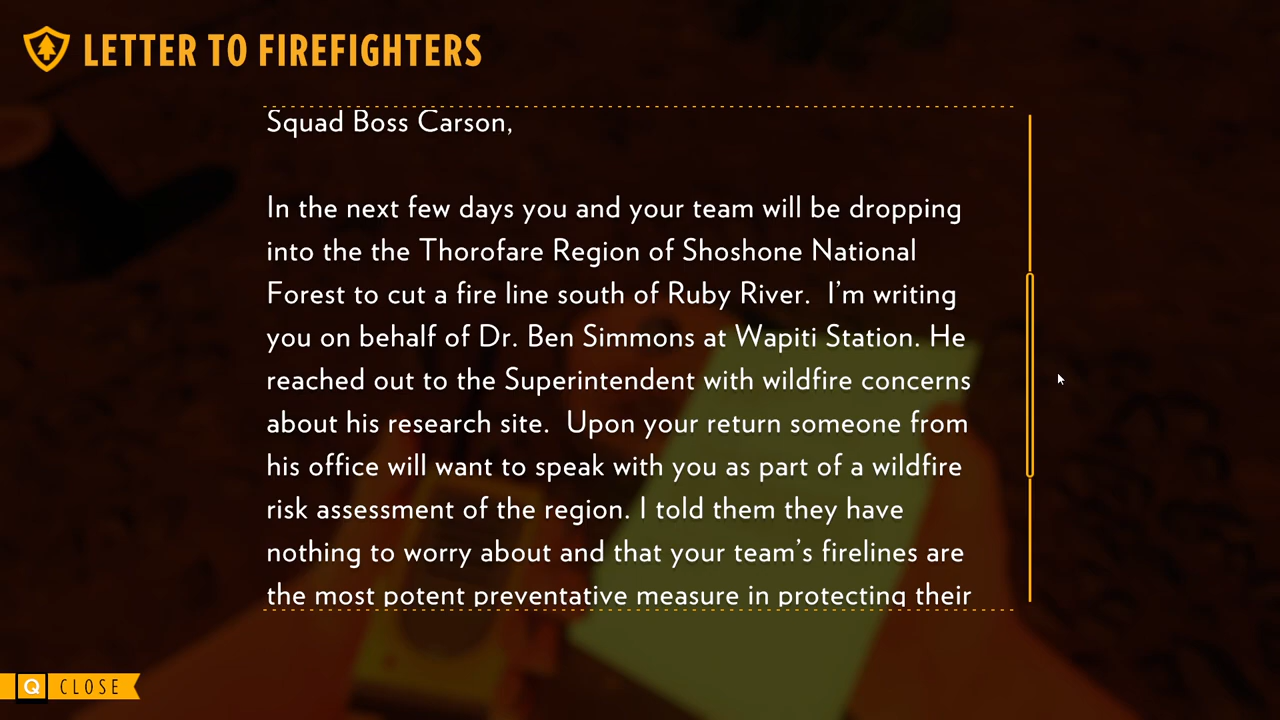 LETTER TO FIREFIGHTERS
Squad Boss Carson,
In the next few days you and your team will be dropping
into the the Thorofare Region of Shoshone National
Forest to cut a fire line south of Ruby River.  I'm writing
you on behalf of Dr. Ben Simmons at Wapiti Station. He
reached out to the Superintendent with wildfire concerns
about his research site.  Upon your return someone from
his office will want to speak with you as part of a wildfire
risk assessment of the region. I told them they have
nothing to worry about and that your team's firelines are
the most potent preventative measure in protecting their
Q CLOSE